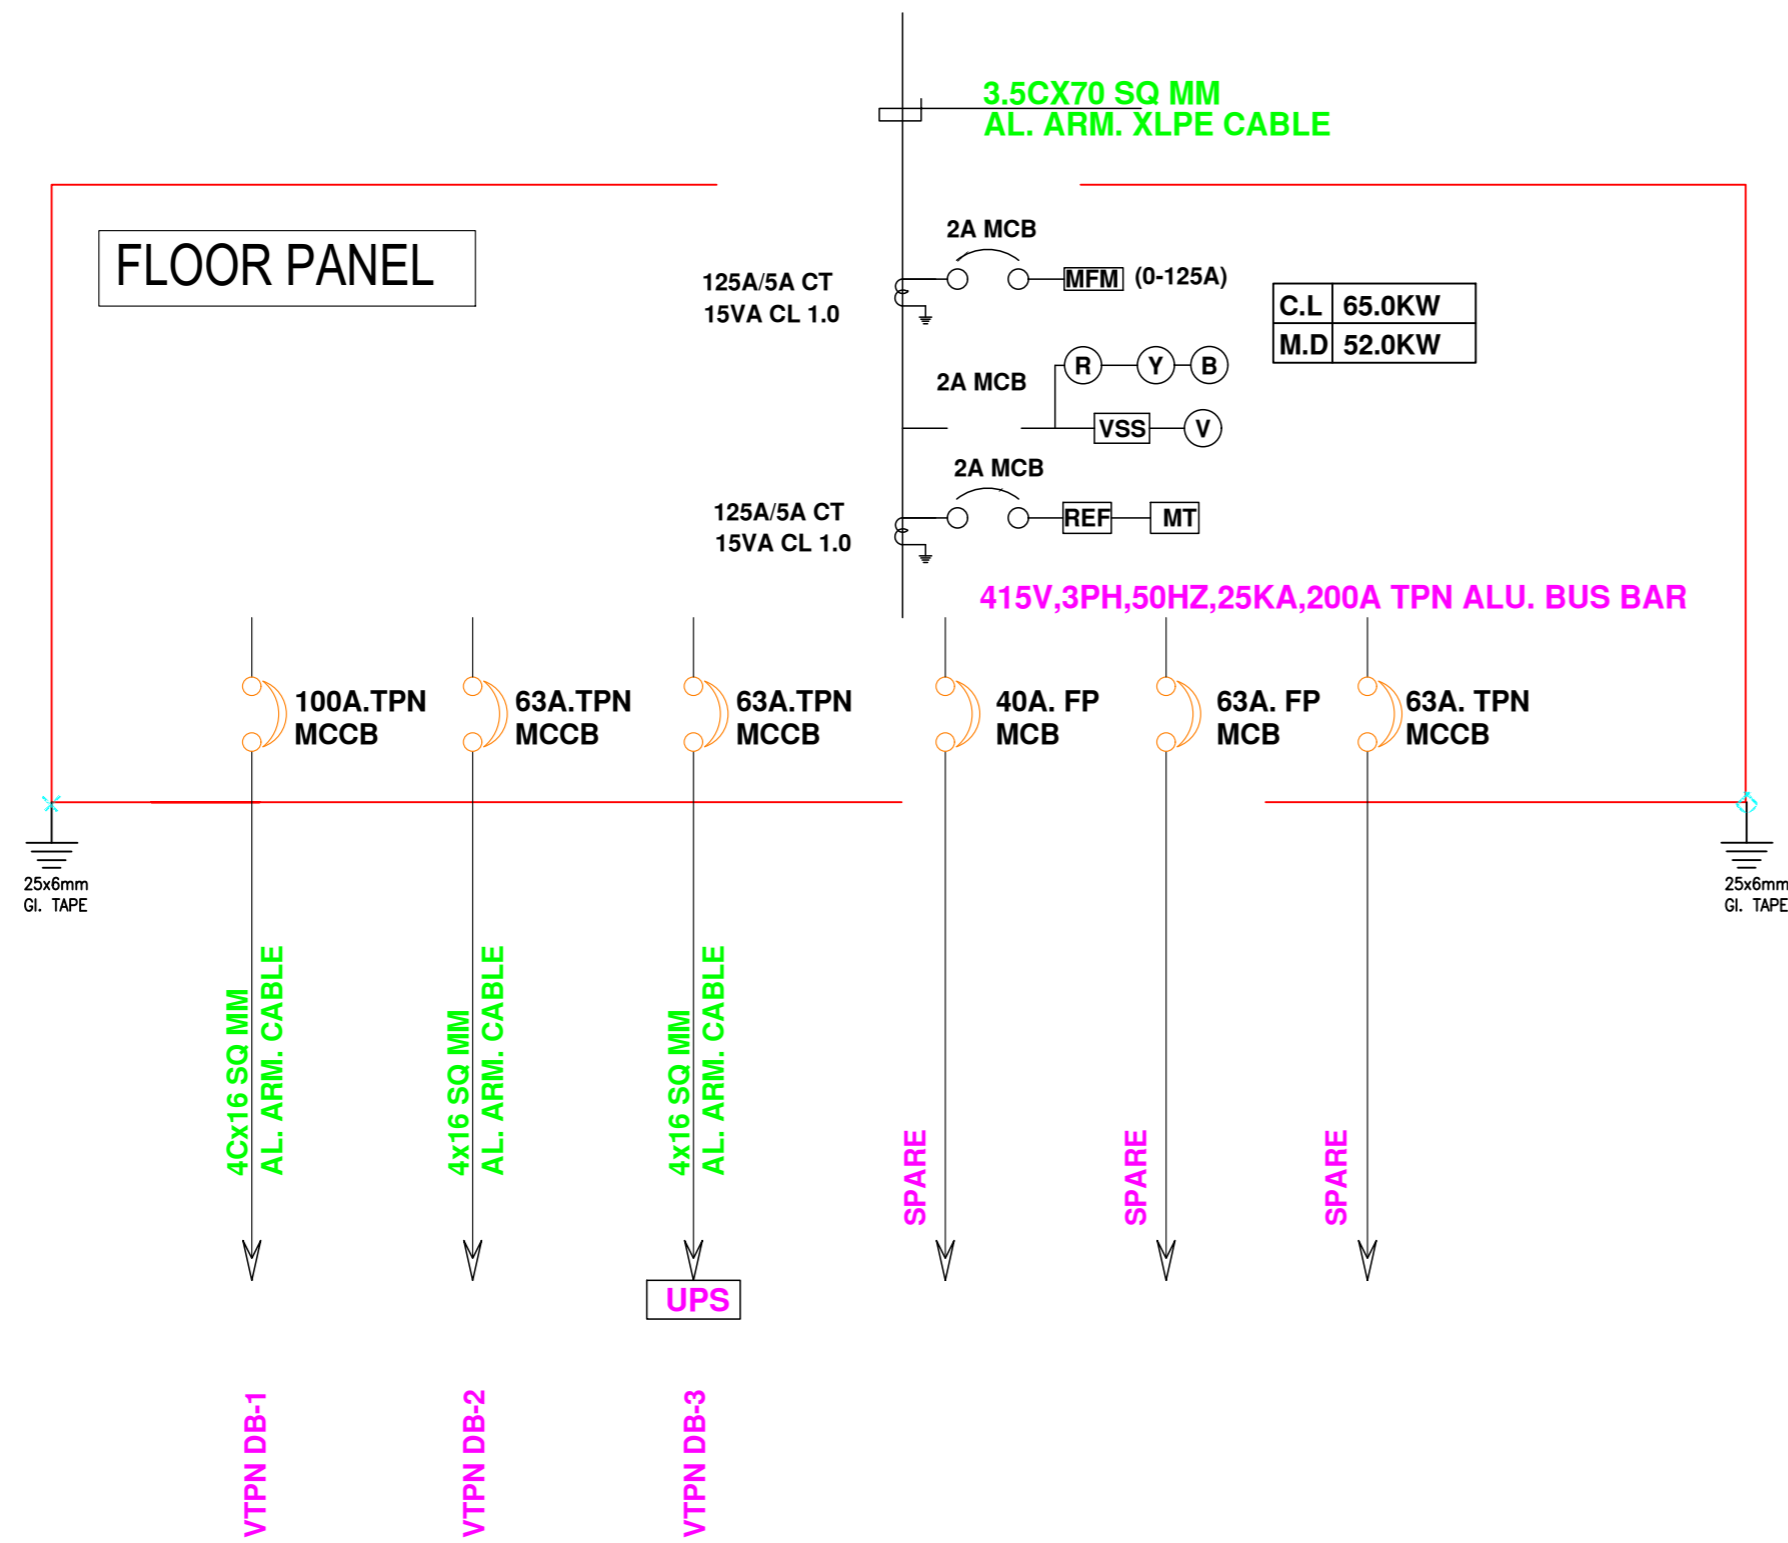 3.5CX70 SQ MM
AL. ARM. XLPE CABLE
FLOOR PANEL
2A MCB
125A/5A CT
15VA CL 1.0
MFM (0-125A)
C.L 65.0KW
M.D 52.0KW
2A MCB
R Y B
VSS V
2A MCB
125A/5A CT
15VA CL 1.0
REF MT
415V,3PH,50HZ,25KA,200A TPN ALU. BUS BAR
100A.TPN
MCCB
63A.TPN
MCCB
63A.TPN
MCCB
40A. FP
MCB
63A. FP
MCB
63A. TPN
MCCB
25x6mm
GI. TAPE
25x6mm
GI. TAPE
4Cx16 SQ MM
AL. ARM. CABLE
4x16 SQ MM
AL. ARM. CABLE
4x16 SQ MM
AL. ARM. CABLE
SPARE
SPARE
SPARE
UPS
VTPN DB-1
VTPN DB-2
VTPN DB-3